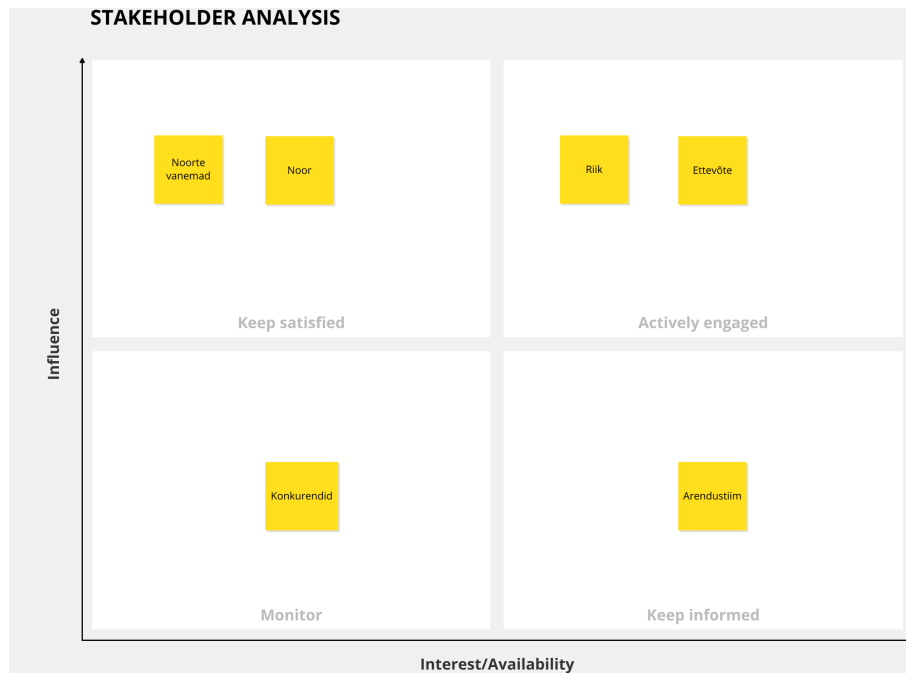 STAKEHOLDER ANALYSIS
Noorte
vanemad
Noor
Riik
Ettevõte
Keep satisfied
Actively engaged
Influence
Konkurendid
Arendustiim
Monitor
Keep informed
Interest/Availability